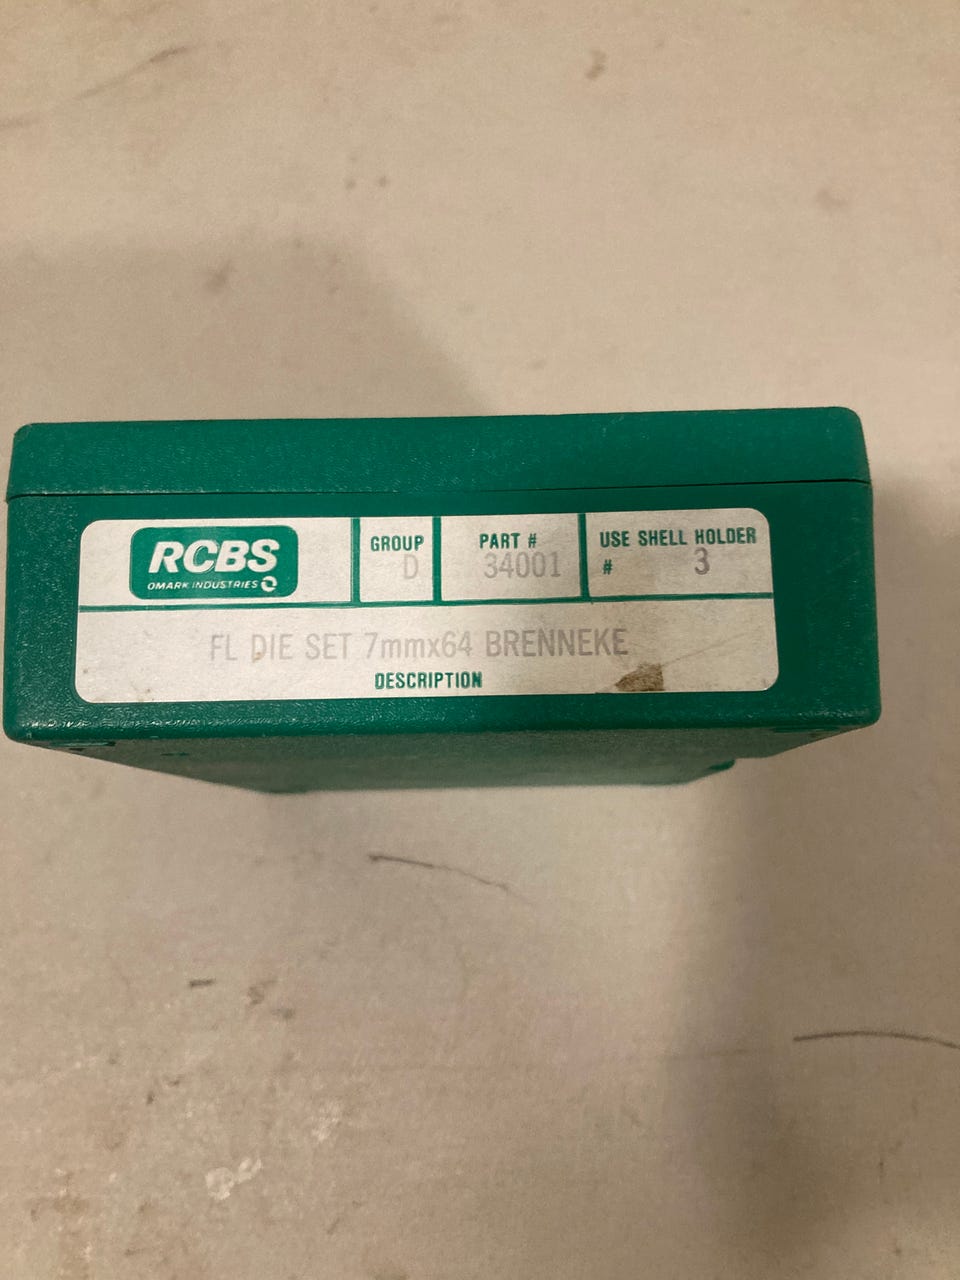 RCBS
OMARK INDUSTRIES
GROUP
D
PART #
34001
USE SHELL HOLDER
# 3
FL DIE SET 7mmx64 BRENNEKE
DESCRIPTION